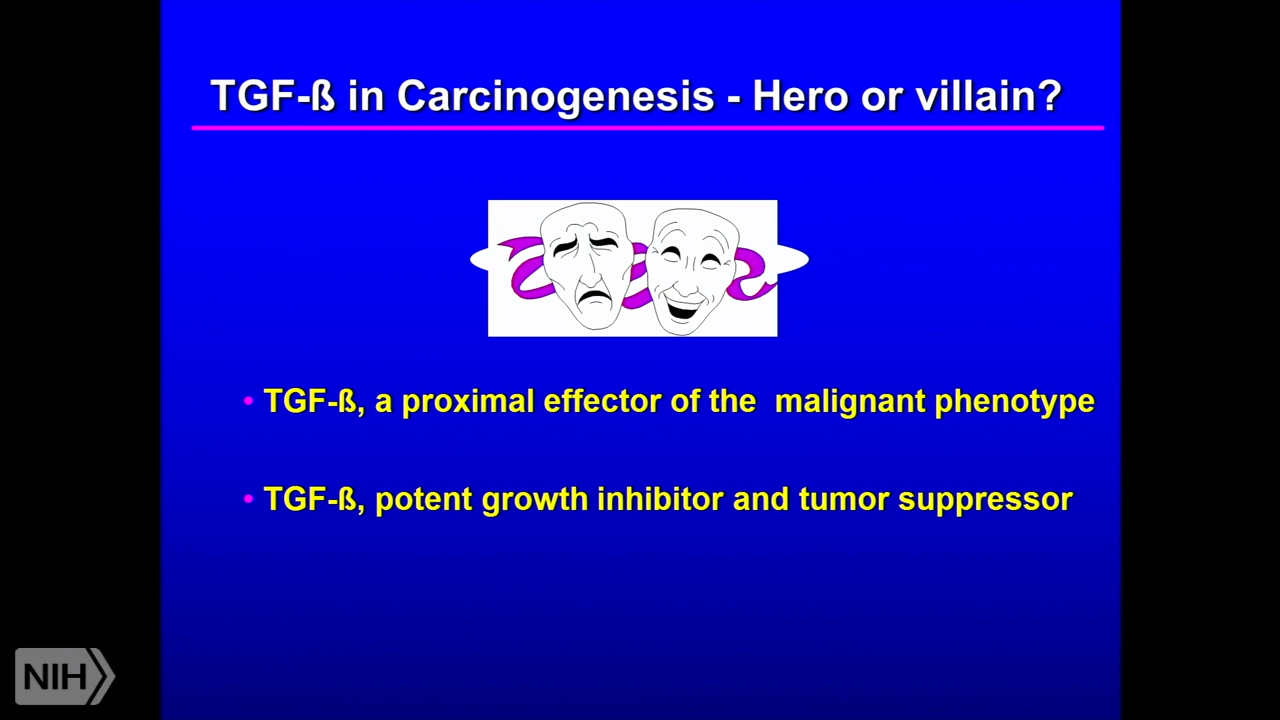 TGF-ß in Carcinogenesis - Hero or villain?
• TGF-ß, a proximal effector of the malignant phenotype
• TGF-ß, potent growth inhibitor and tumor suppressor
NIH